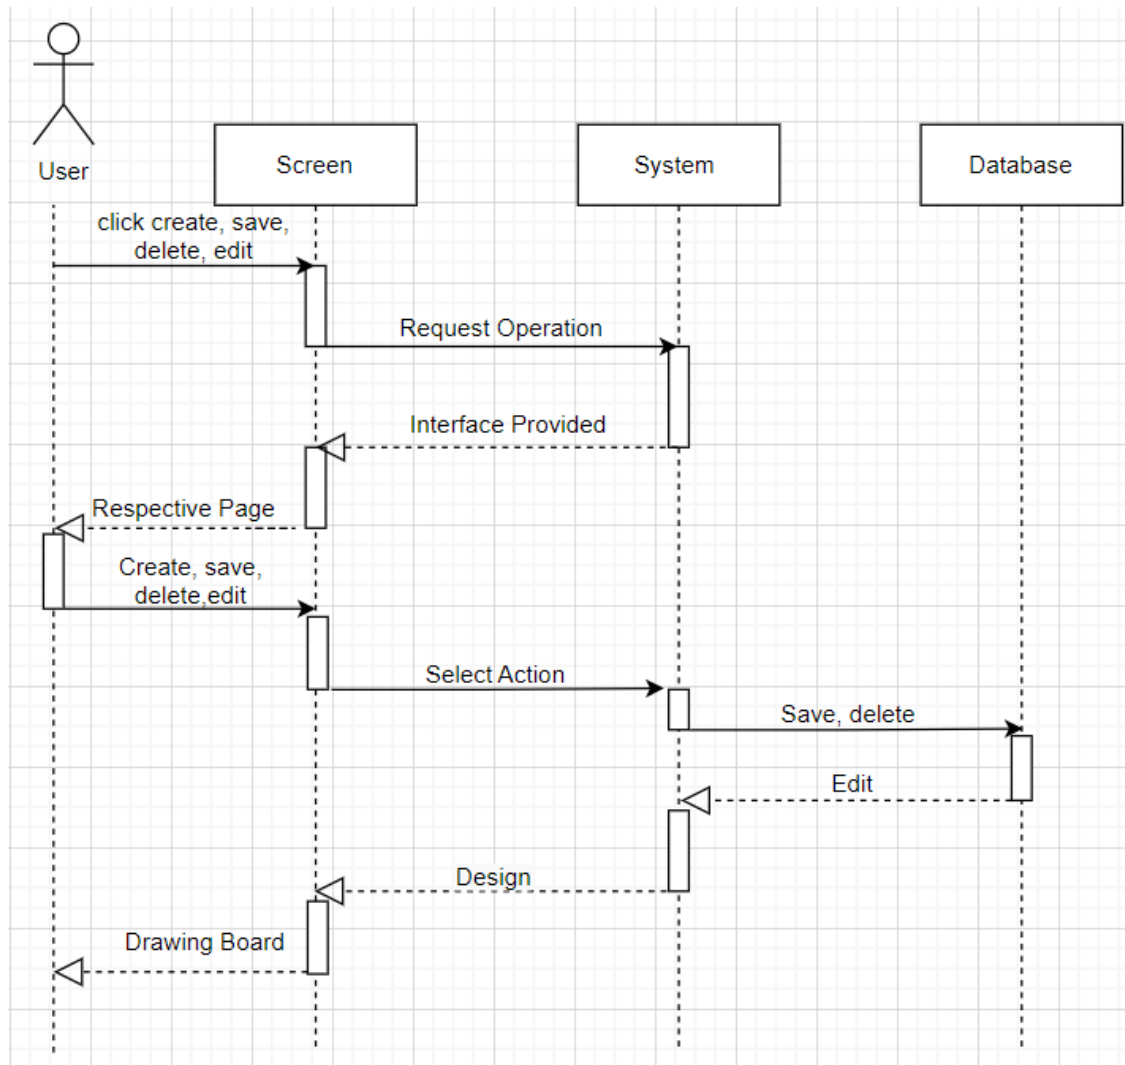 User
Screen
System
Database
click create, save,
delete, edit
Request Operation
Interface Provided
Respective Page
Create, save,
delete,edit
Select Action
Save, delete
Edit
Design
Drawing Board